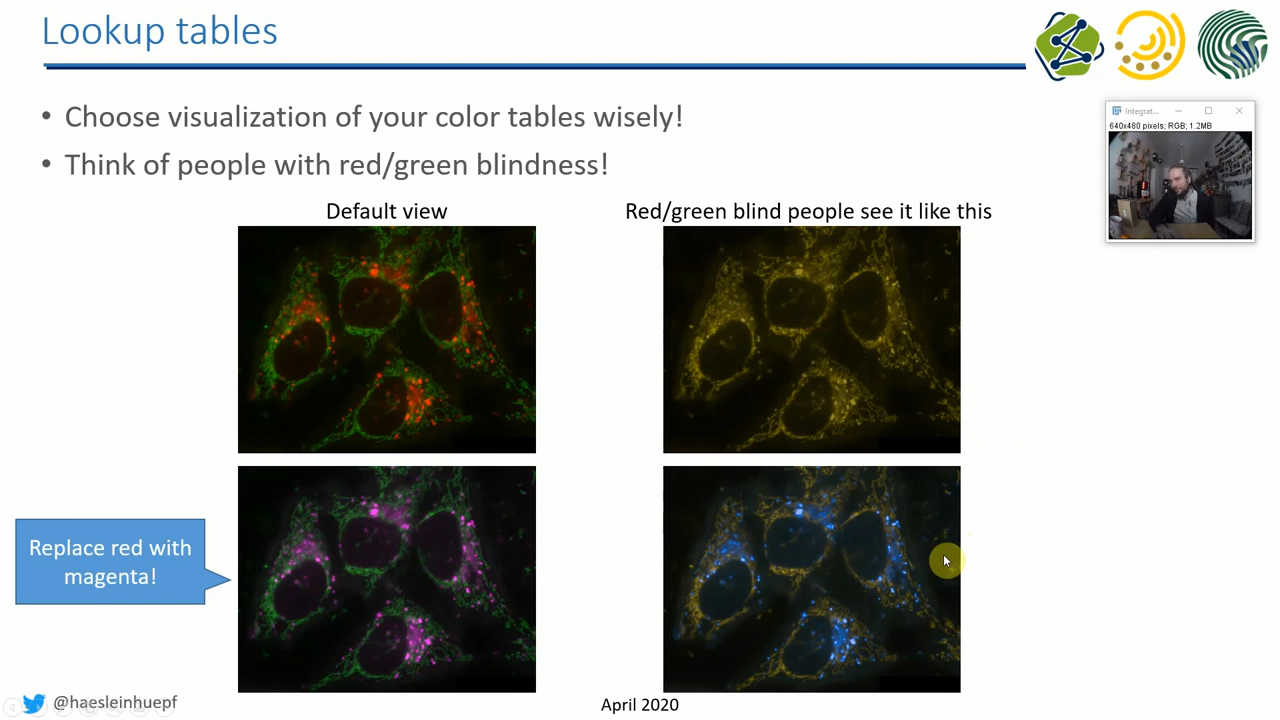 Lookup tables
• Choose visualization of your color tables wisely!
• Think of people with red/green blindness!
Integrat...
640x480 pixels; RGB; 1.2MB
Default view
Red/green blind people see it like this
Replace red with
magenta!
@haesleinhuepf
April 2020